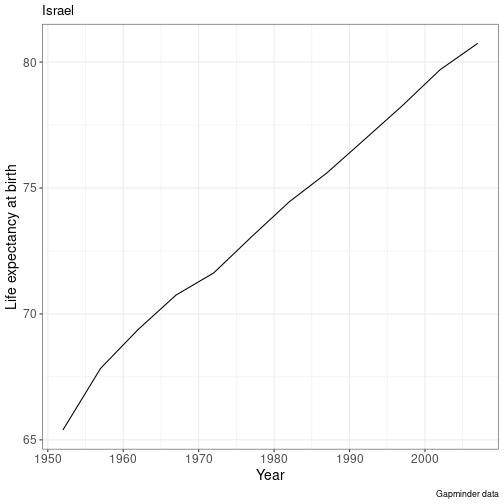 Israel
80
75
70
65
Life expectancy at birth
1950 1960 1970 1980 1990 2000
Year
Gapminder data